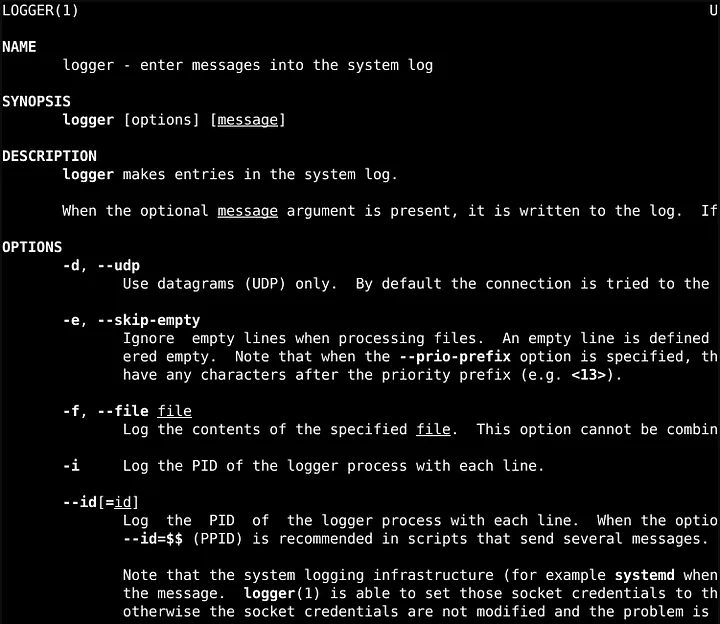 LOGGER(1) U
NAME
logger - enter messages into the system log
SYNOPSIS
logger [options] [message]
DESCRIPTION
logger makes entries in the system log.
When the optional message argument is present, it is written to the log.  If
OPTIONS
-d, --udp
Use datagrams (UDP) only.  By default the connection is tried to the
-e, --skip-empty
Ignore  empty lines when processing files.  An empty line is defined
ered empty.  Note that when the --prio-prefix option is specified, th
have any characters after the priority prefix (e.g. <13>).
-f, --file file
Log the contents of the specified file.  This option cannot be combin
-i     Log the PID of the logger process with each line.
--id[=id]
Log  the  PID  of  the logger process with each line.  When the optio
--id=$$ (PPID) is recommended in scripts that send several messages.
Note that the system logging infrastructure (for example systemd when
the message.  logger(1) is able to set those socket credentials to th
otherwise the socket credentials are not modified and the problem is